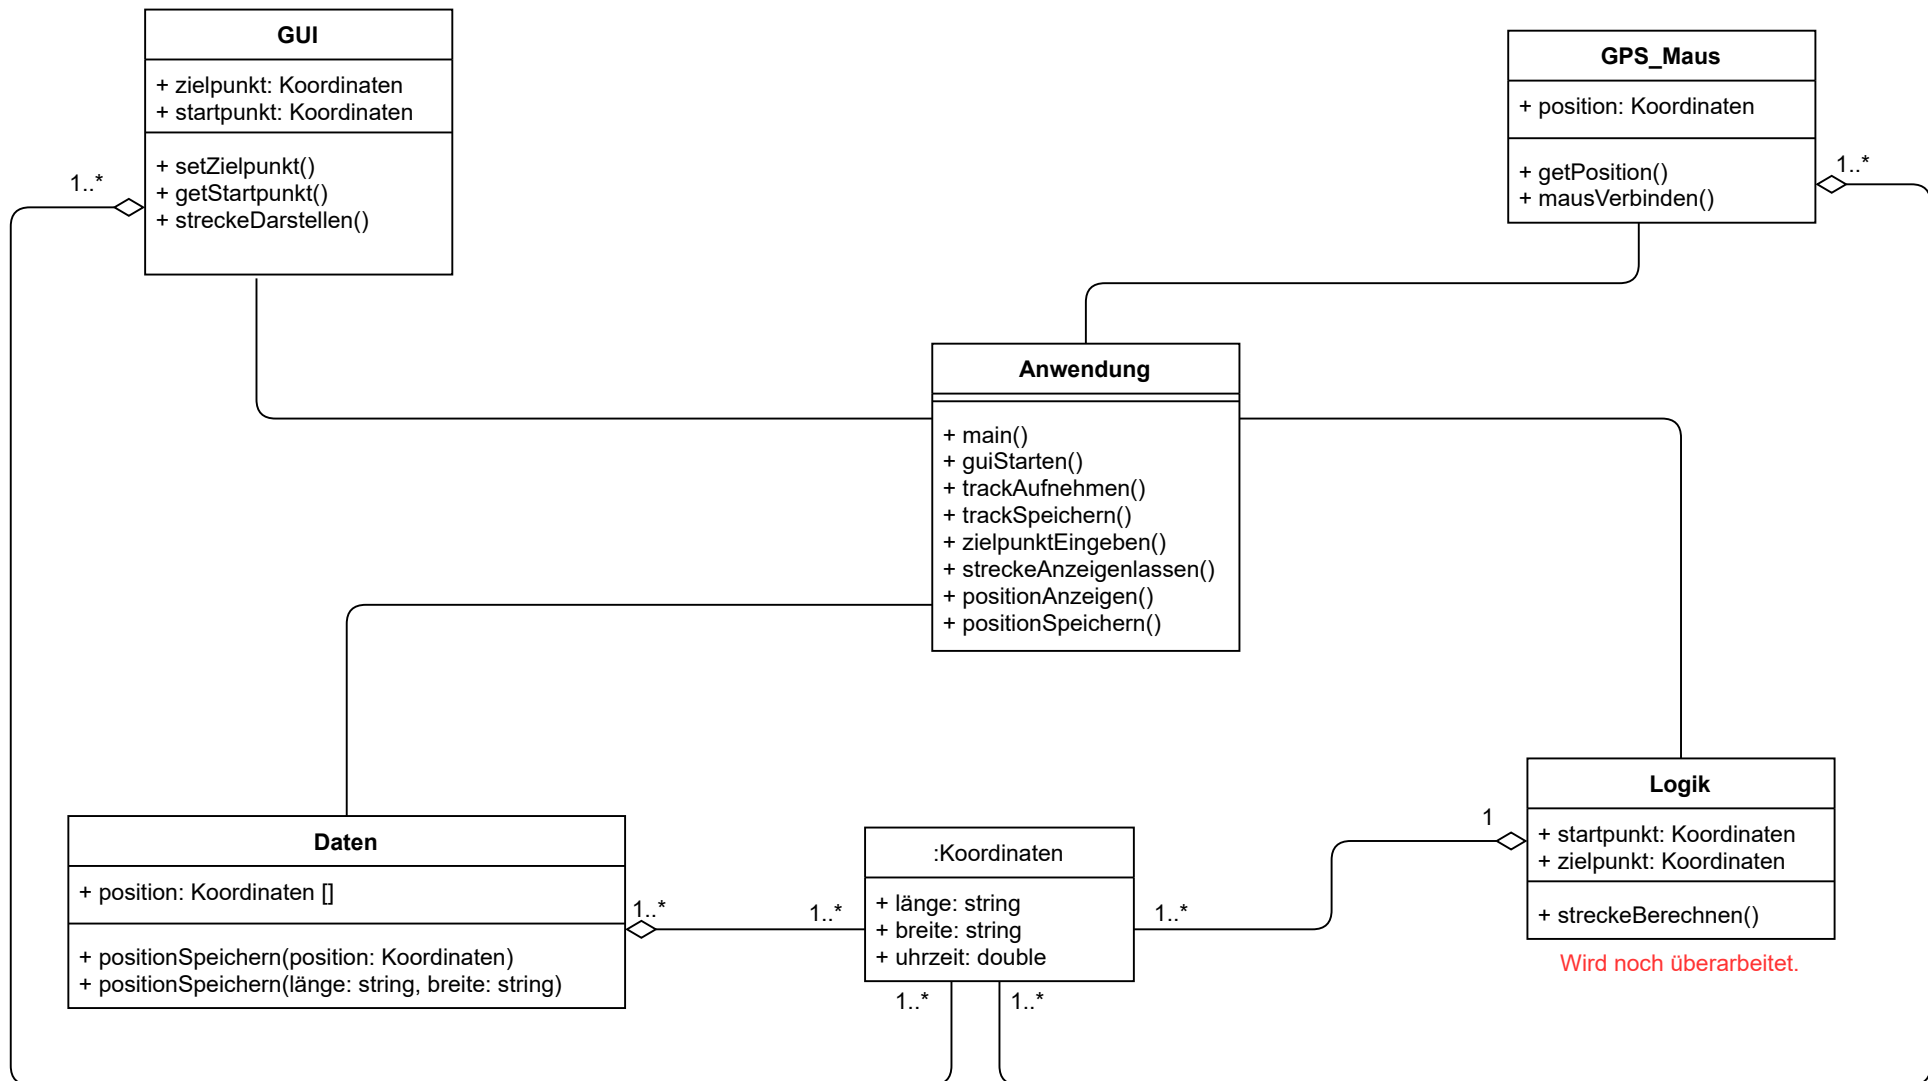 GUI
+ zielpunkt: Koordinaten
+ startpunkt: Koordinaten
+ setZielpunkt()
+ getStartpunkt()
+ streckeDarstellen()
1..*
GPS_Maus
+ position: Koordinaten
+ getPosition()
+ mausVerbinden()
1..*
Anwendung
+ main()
+ guiStarten()
+ trackAufnehmen()
+ trackSpeichern()
+ zielpunktEingeben()
+ streckeAnzeigenlassen()
+ positionAnzeigen()
+ positionSpeichern()
Daten
+ position: Koordinaten []
+ positionSpeichern(position: Koordinaten)
+ positionSpeichern(länge: string, breite: string)
1..*
1..*
:Koordinaten
+ länge: string
+ breite: string
+ uhrzeit: double
1..*
1..*
1..*
1
Logik
+ startpunkt: Koordinaten
+ zielpunkt: Koordinaten
+ streckeBerechnen()
Wird noch überarbeitet.